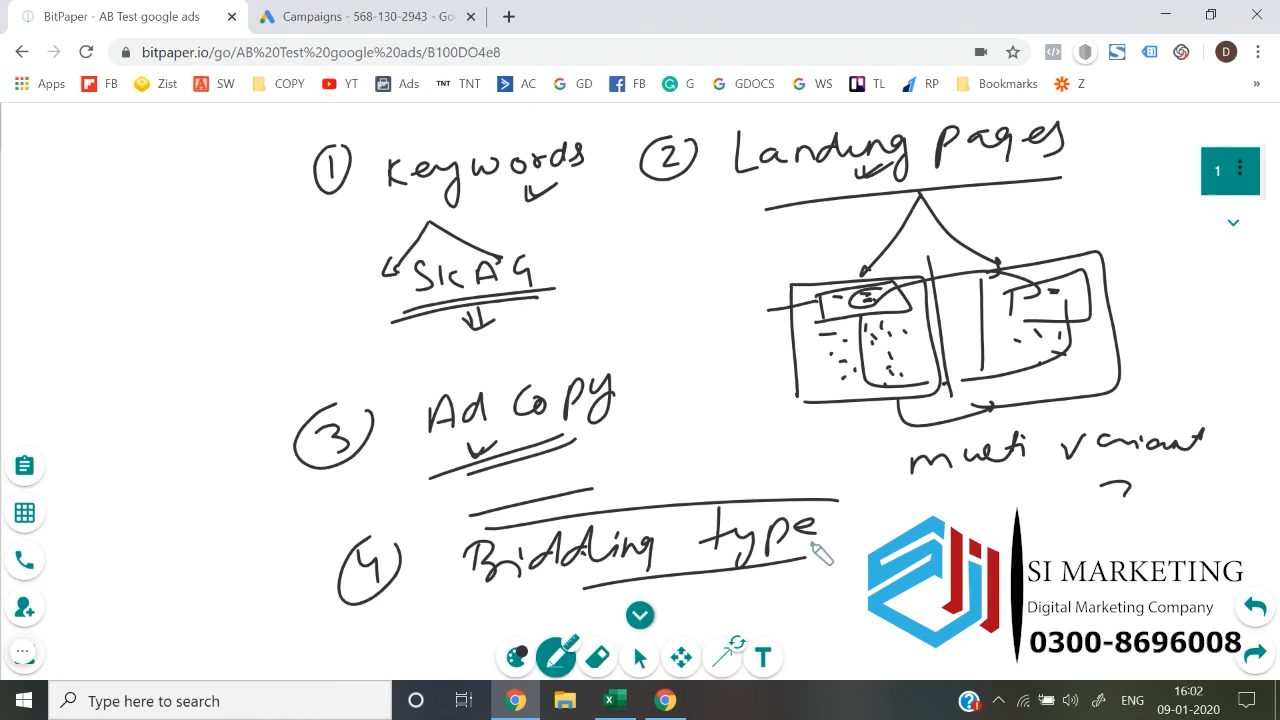 BitPaper - AB Test google ads
Campaigns - 568-130-2943 - Goo
bitpaper.io/go/AB%20Test%20google%20ads/B100DO4e8
D
Apps FB Zist SW COPY YT Ads TNT TNT AC GD FB G GDOCS WS TL RP Bookmarks Z »
① Keywords ② Landing pages
1
SKAG
③ Ad Copy
multi variant
④ Bidding type
SI MARKETING
Digital Marketing Company
0300-8696008
T
Type here to search
ENG
16:02
09-01-2020